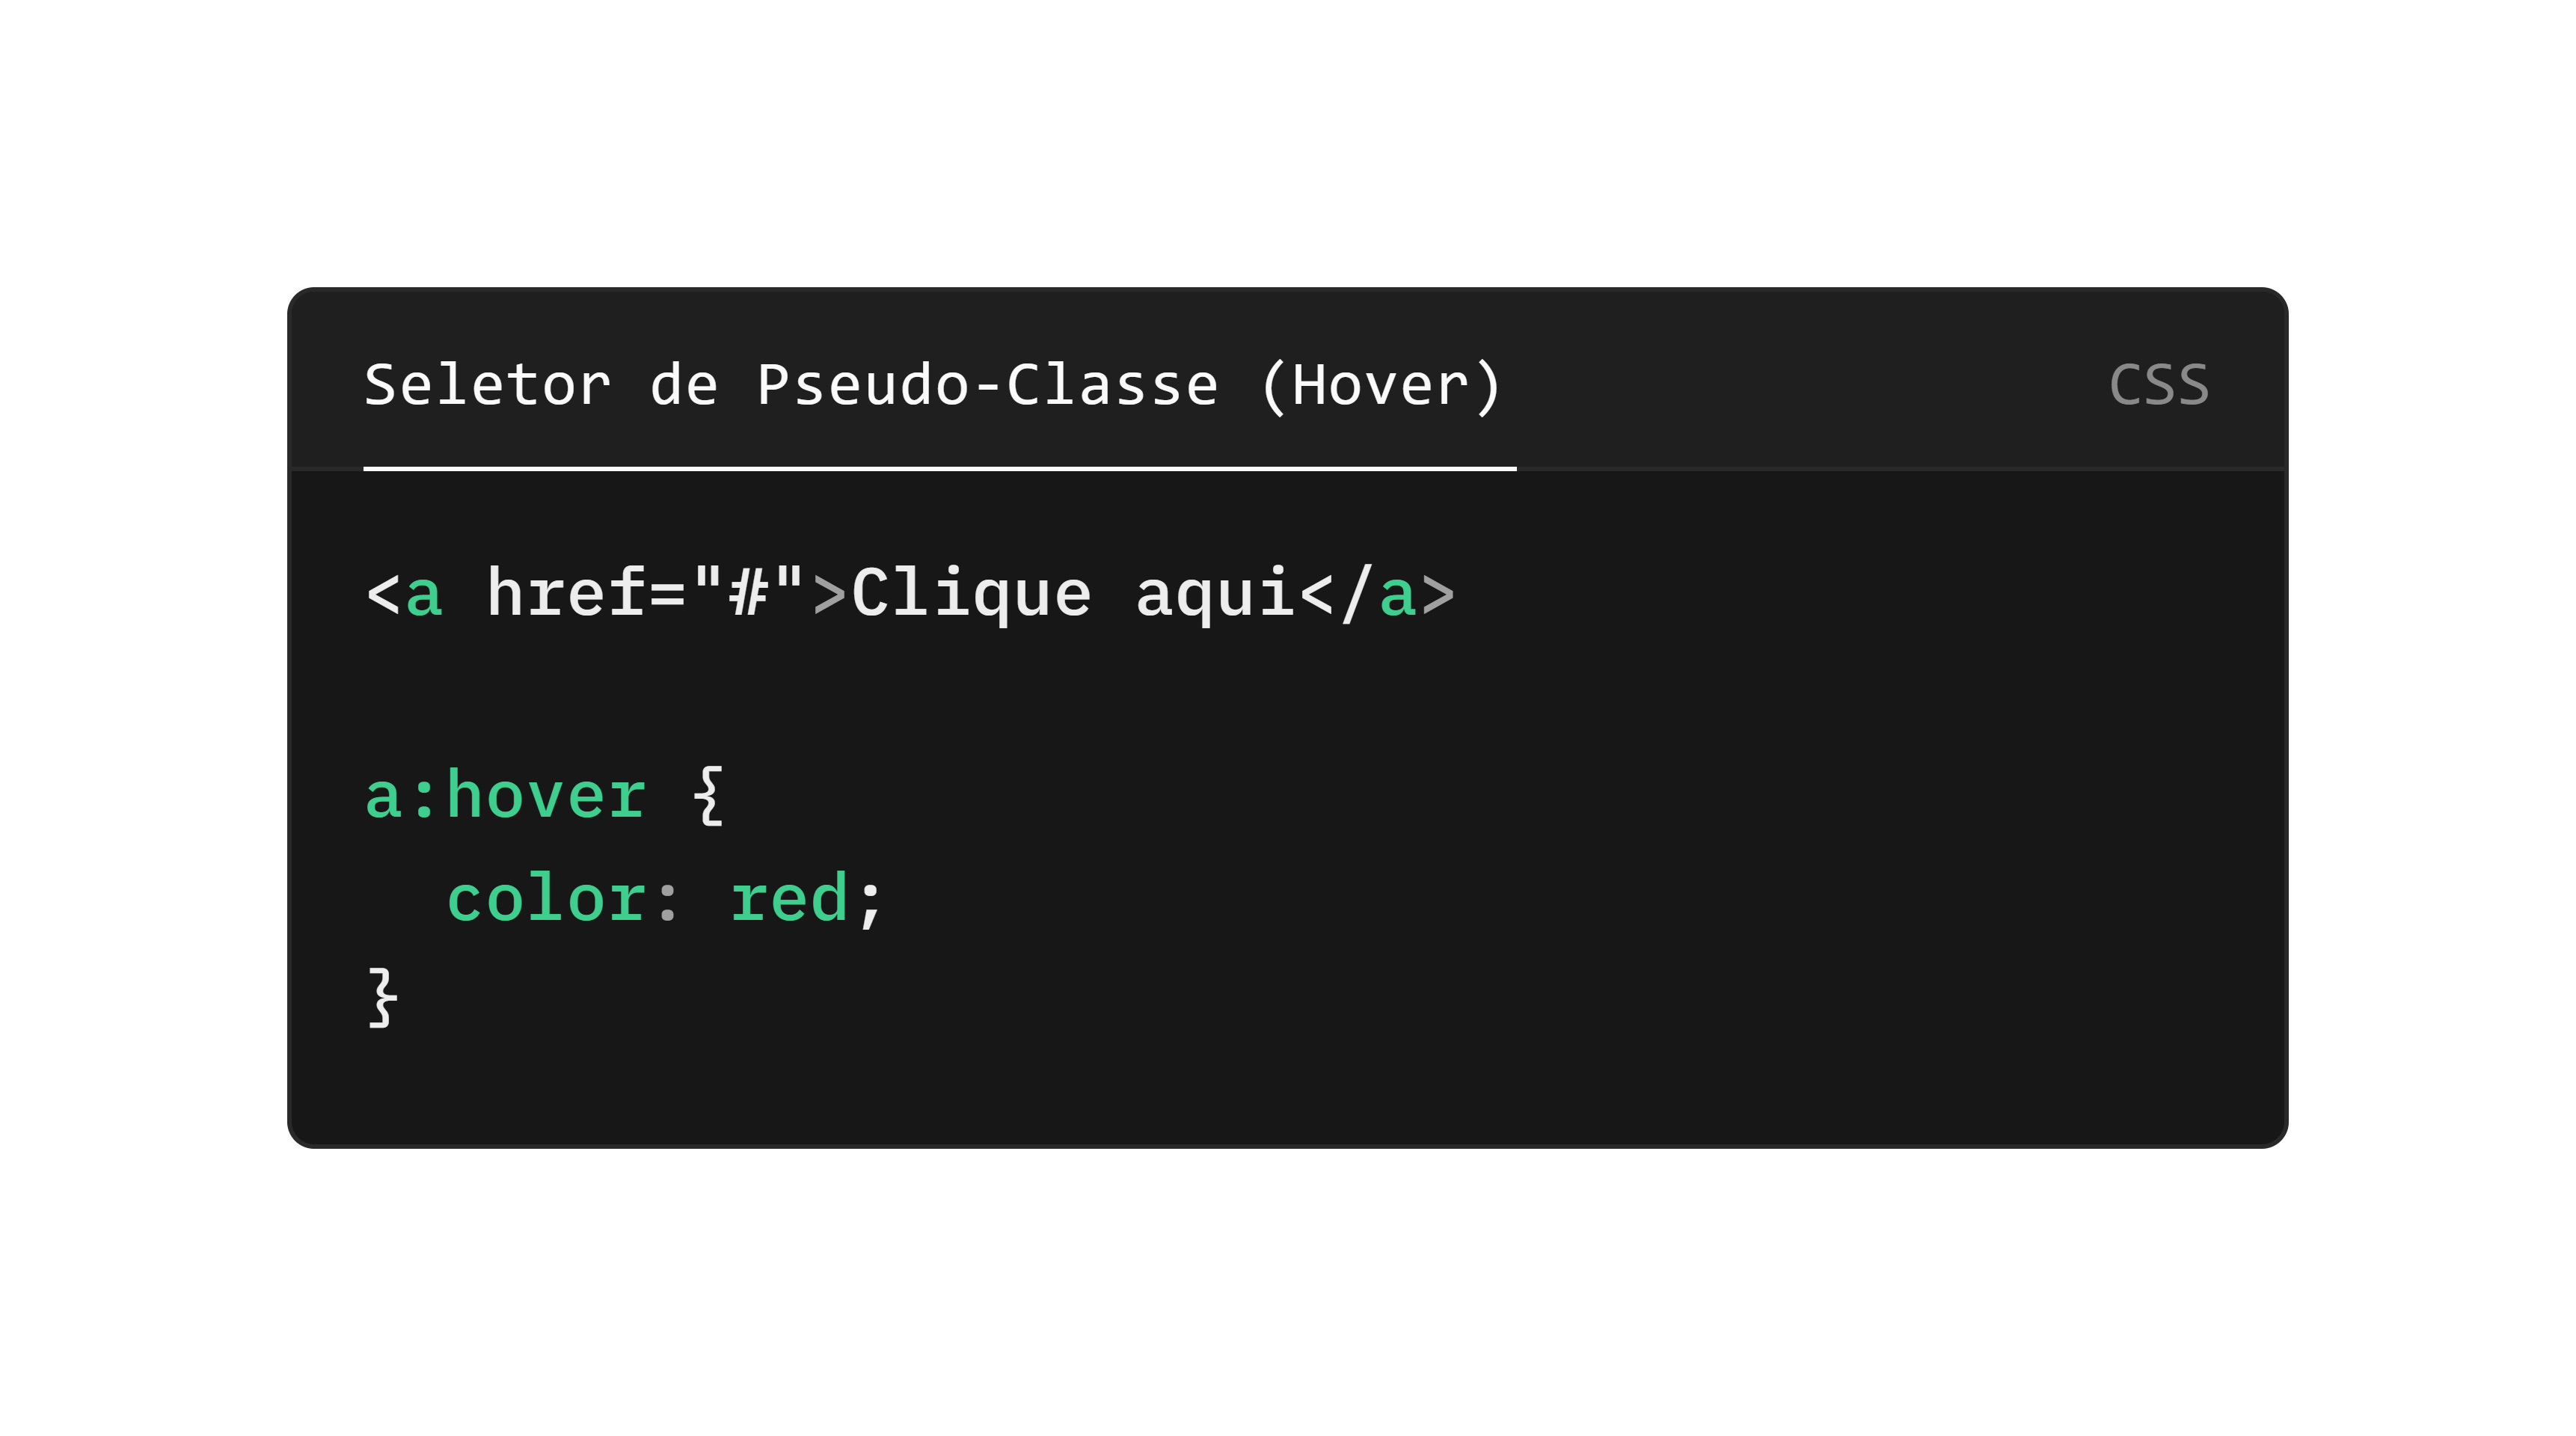 Seletor de Pseudo-Classe (Hover)
CSS
<a href="#">Clique aqui</a>
a:hover {
  color: red;
}